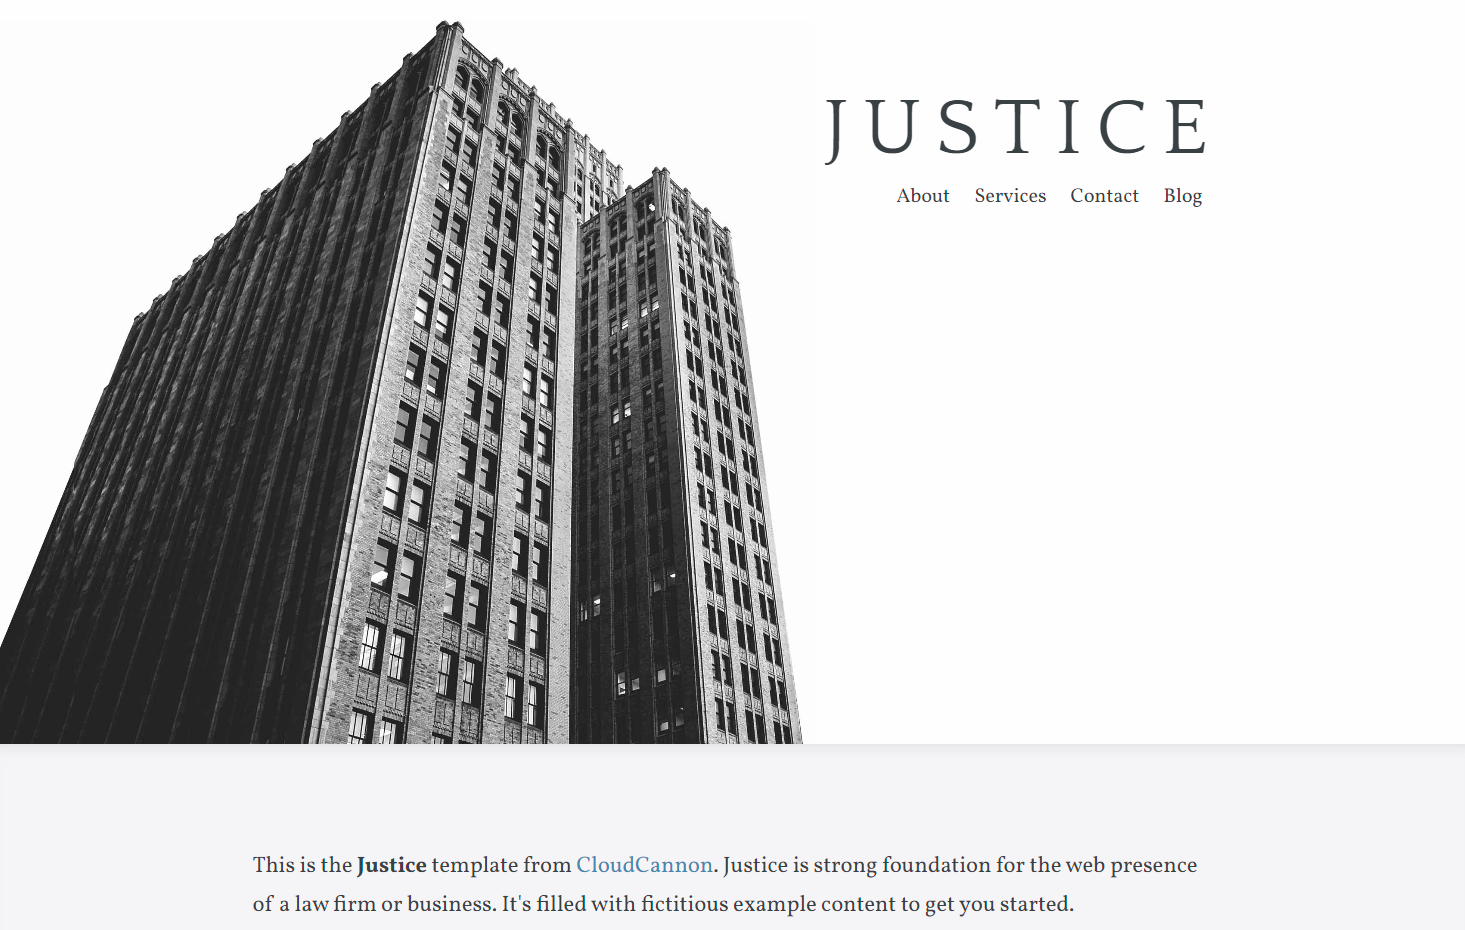 JUSTICE
About Services Contact Blog
This is the Justice template from CloudCannon. Justice is strong foundation for the web presence
of a law firm or business. It's filled with fictitious example content to get you started.